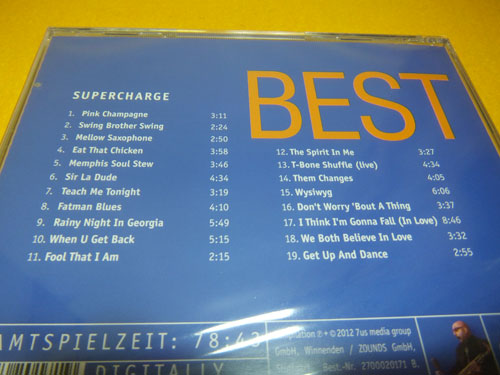 SUPERCHARGE
BEST
1. Pink Champagne 3:11
2. Swing Brother Swing 2:24
3. Mellow Saxophone 2:50
4. Eat That Chicken 3:58
5. Memphis Soul Stew 3:46
6. Sir La Dude 4:34
7. Teach Me Tonight 3:19
8. Fatman Blues 4:10
9. Rainy Night In Georgia 5:49
10. When U Get Back 5:15
11. Fool That I Am 2:15
12. The Spirit In Me 3:27
13. T-Bone Shuffle (live) 4:34
14. Them Changes 4:05
15. Wysiwyg 6:06
16. Don't Worry 'Bout A Thing 3:37
17. I Think I'm Gonna Fall (In Love) 8:46
18. We Both Believe In Love 3:32
19. Get Up And Dance 2:55
AMTSPIELZEIT: 78:43
DIGITALLY
℗ + © 2012 7us media group
GmbH, Winnenden / ZOUNDS GmbH,
Best.-Nr. 2700020171 B,